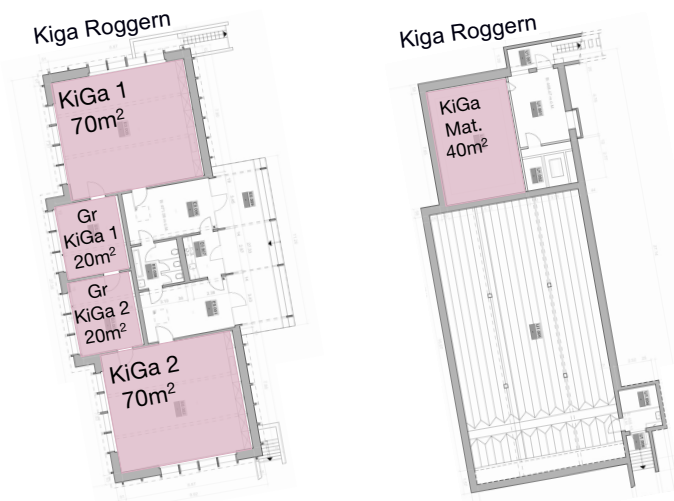 Kiga Roggern
KiGa 1
70m²
Gr
KiGa 1
20m²
Gr
KiGa 2
20m²
KiGa 2
70m²
Kiga Roggern
KiGa
Mat.
40m²